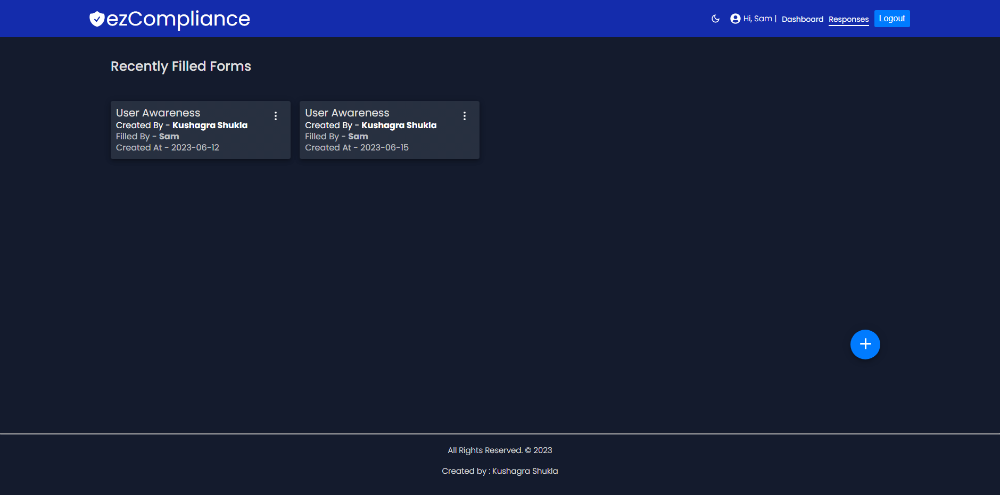 ezCompliance
Hi, Sam | Dashboard Responses Logout
Recently Filled Forms
User Awareness
Created By - Kushagra Shukla
Filled By - Sam
Created At - 2023-06-12
User Awareness
Created By - Kushagra Shukla
Filled By - Sam
Created At - 2023-06-15
All Rights Reserved. © 2023
Created by : Kushagra Shukla